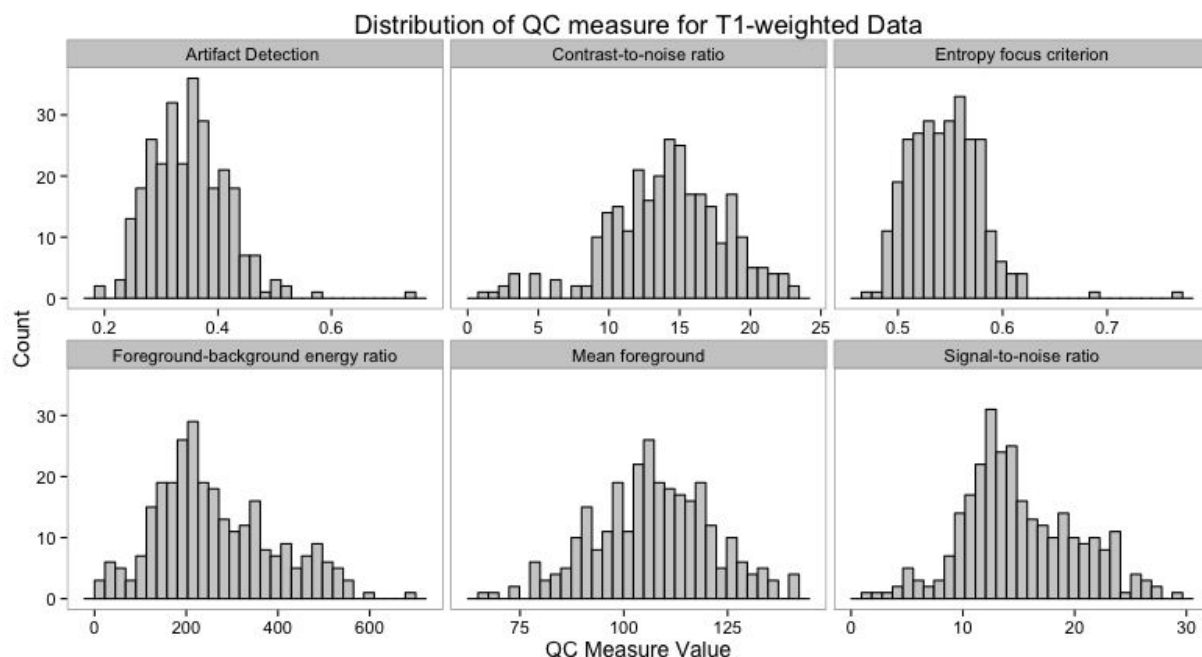 Distribution of QC measure for T1-weighted Data
Artifact Detection
Contrast-to-noise ratio
Entropy focus criterion
30
20
10
0
0.2 0.4 0.6
0 5 10 15 20 25
0.5 0.6 0.7
Count
Foreground-background energy ratio
Mean foreground
Signal-to-noise ratio
30
20
10
0
0 200 400 600
75 100 125
0 10 20 30
QC Measure Value